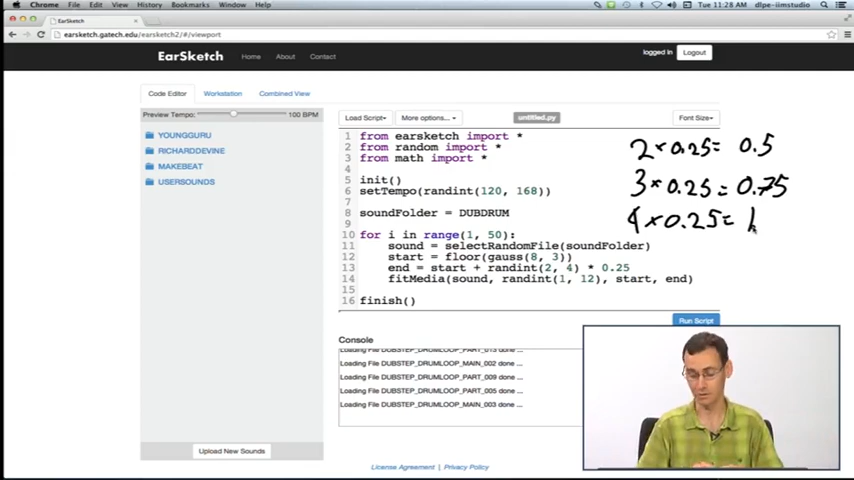 Chrome File Edit View History Bookmarks Window Help
Tue 11:28 AM dlpe-iimstudio
EarSketch
earsketch.gatech.edu/earsketch2/#/viewport
EarSketch Home About Contact
logged in Logout
Code Editor Workstation Combined View
Preview Tempo: 100 BPM
YOUNGGURU
RICHARDDEVINE
MAKEBEAT
USERSOUNDS
Upload New Sounds
Load Script More options... untitled.py Font Size
1 from earsketch import *
2 from random import *
3 from math import *
4
5 init()
6 setTempo(randint(120, 168))
7
8 soundFolder = DUBDRUM
9
10 for i in range(1, 50):
11 sound = selectRandomFile(soundFolder)
12 start = floor(gauss(8, 3))
13 end = start + randint(2, 4) * 0.25
14 fitMedia(sound, randint(1, 12), start, end)
15
16 finish()
2 × 0.25 = 0.5
3 × 0.25 = 0.75
4 × 0.25 = 1
Run Script
Console
Loading File DUBSTEP_DRUMLOOP_PART_013 done ...
Loading File DUBSTEP_DRUMLOOP_MAIN_002 done ...
Loading File DUBSTEP_DRUMLOOP_PART_009 done ...
Loading File DUBSTEP_DRUMLOOP_PART_005 done ...
Loading File DUBSTEP_DRUMLOOP_MAIN_003 done ...
License Agreement | Privacy Policy